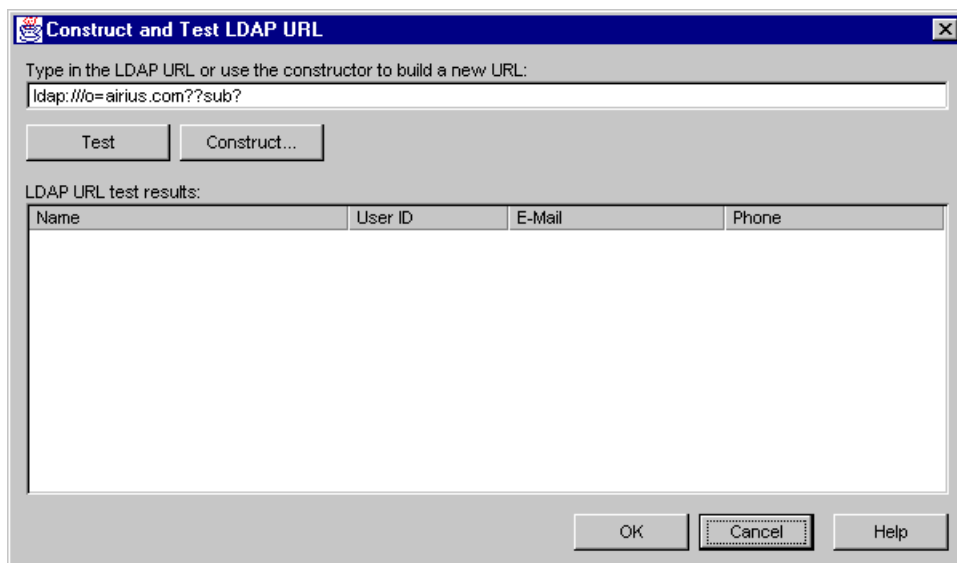 Construct and Test LDAP URL
Type in the LDAP URL or use the constructor to build a new URL:
ldap:///o=airius.com??sub?
Test Construct...
LDAP URL test results:
Name User ID E-Mail Phone
OK Cancel Help